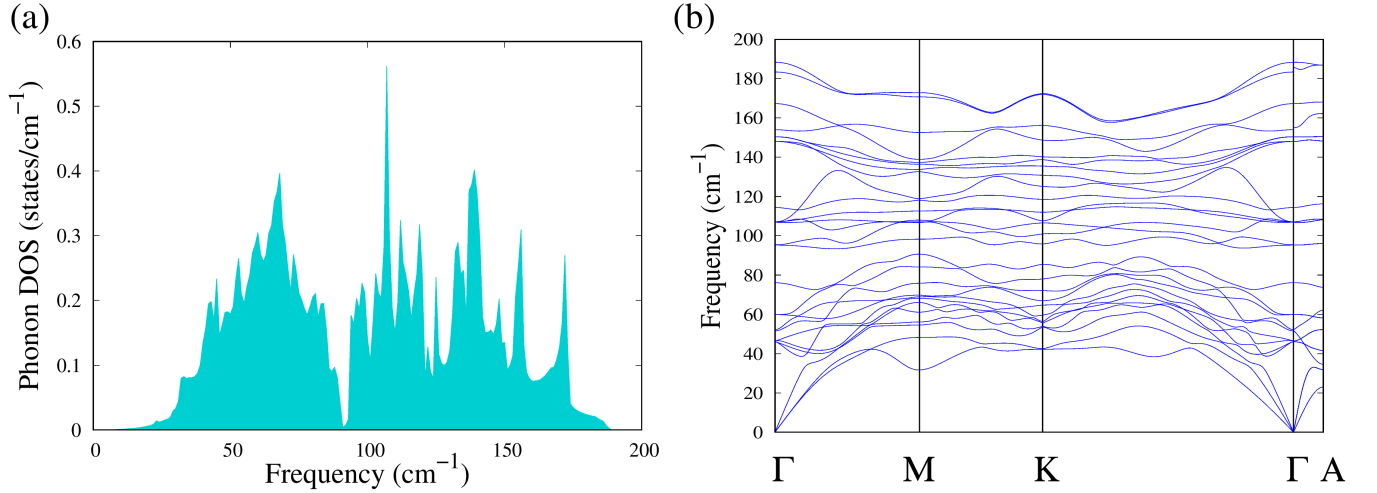 (a)
Phonon DOS (states/cm⁻¹)
0.6
0.5
0.4
0.3
0.2
0.1
0
0 50 100 150 200
Frequency (cm⁻¹)
(b)
Frequency (cm⁻¹)
200
180
160
140
120
100
80
60
40
20
0
Γ M K Γ A